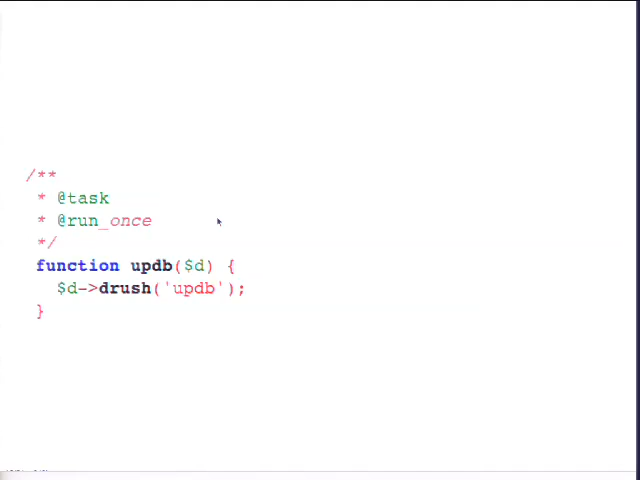 /**
 * @task
 * @run_once
 */
function updb($d) {
  $d->drush('updb');
}